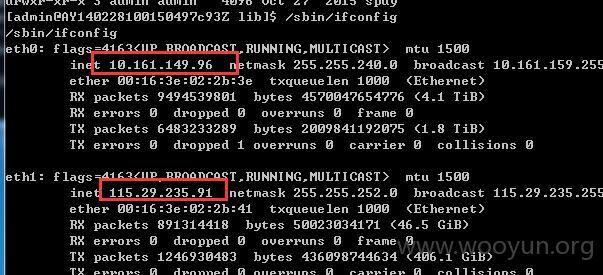 drwxr-xr-x 3 admin admin 4096 Oct 27 2015 spdy
[admin@AY140228100150497c93Z lib]$ /sbin/ifconfig
/sbin/ifconfig
eth0: flags=4163<UP,BROADCAST,RUNNING,MULTICAST> mtu 1500
inet 10.161.149.96 netmask 255.255.240.0 broadcast 10.161.159.255
ether 00:16:3e:02:2b:3e txqueuelen 1000 (Ethernet)
RX packets 9494539801 bytes 4570047654776 (4.1 TiB)
RX errors 0 dropped 0 overruns 0 frame 0
TX packets 6483233289 bytes 2009841192075 (1.8 TiB)
TX errors 0 dropped 1 overruns 0 carrier 0 collisions 0
eth1: flags=4163<UP,BROADCAST,RUNNING,MULTICAST> mtu 1500
inet 115.29.235.91 netmask 255.255.252.0 broadcast 115.29.235.255
ether 00:16:3e:02:2b:41 txqueuelen 1000 (Ethernet)
RX packets 891314418 bytes 50023034171 (46.5 GiB)
RX errors 0 dropped 0 overruns 0 frame 0
TX packets 1246930483 bytes 436098744634 (406.1 GiB)
TX errors 0 dropped 0 overruns 0 carrier 0 collisions 0
www.wooyun.org